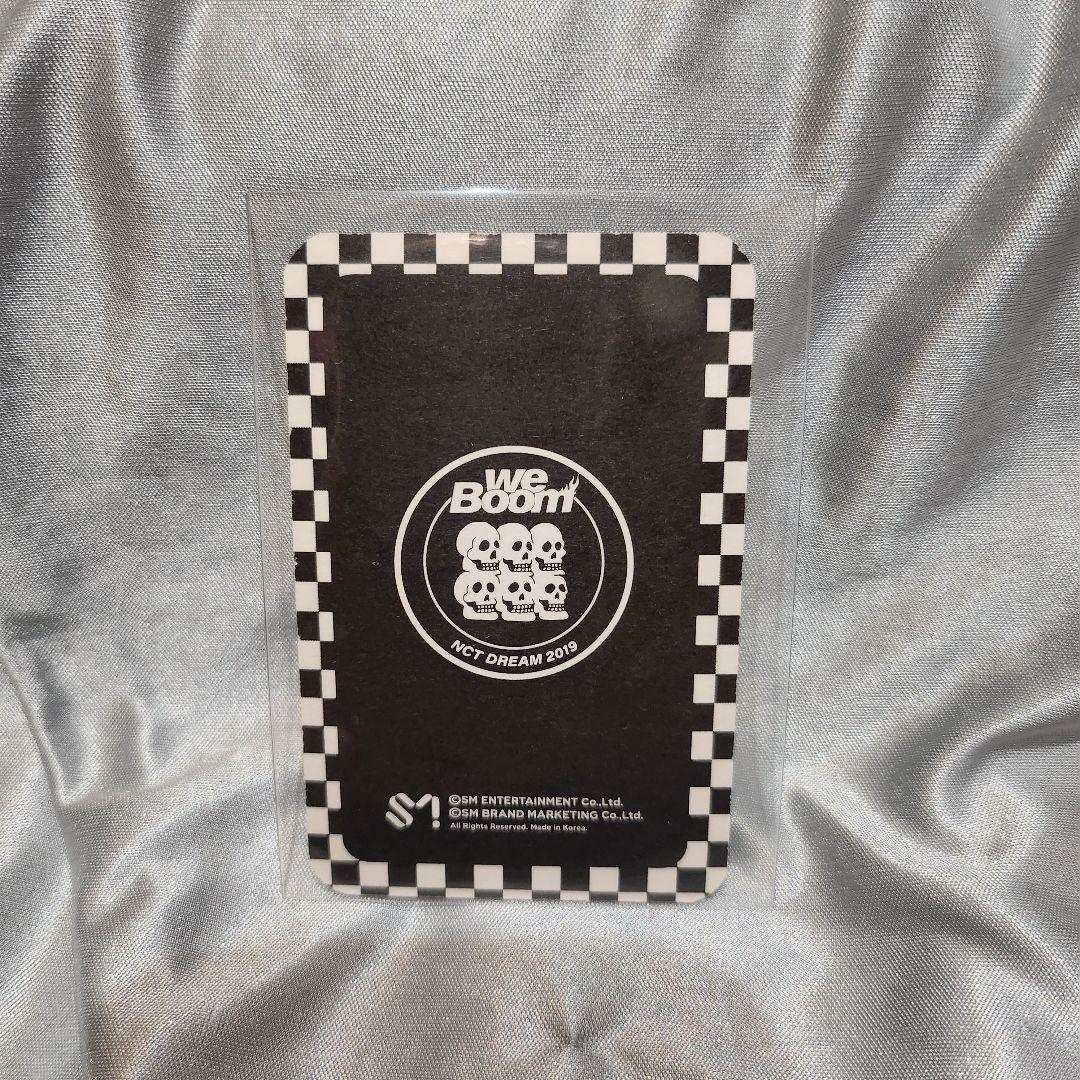 we
Boom
NCT DREAM 2019
SM
©SM ENTERTAINMENT Co.,Ltd.
©SM BRAND MARKETING Co.,Ltd.
All Rights Reserved. Made in Korea.